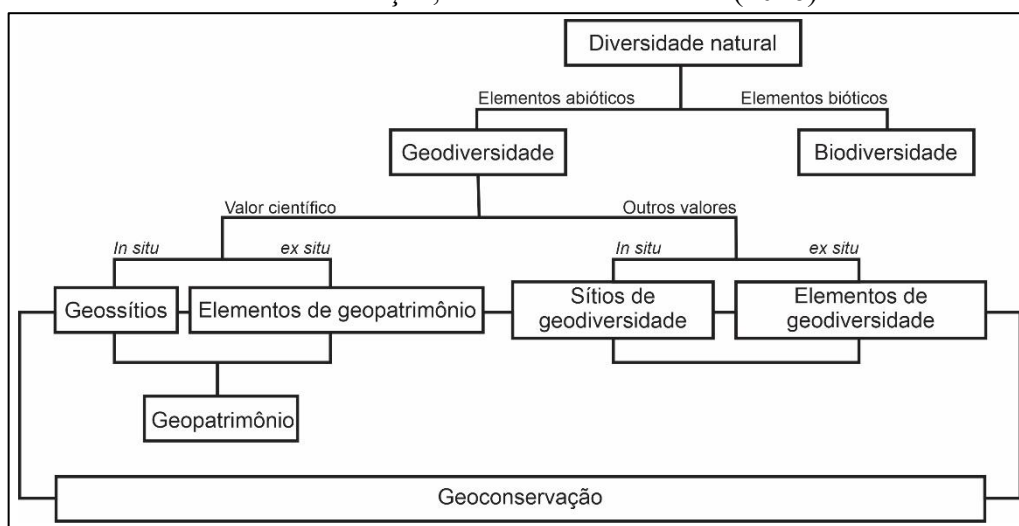 Diversidade natural
Elementos abióticos
Elementos bióticos
Geodiversidade
Biodiversidade
Valor científico
Outros valores
In situ
ex situ
In situ
ex situ
Geossítios
Elementos de geopatrimônio
Sítios de
geodiversidade
Elementos de
geodiversidade
Geopatrimônio
Geoconservação